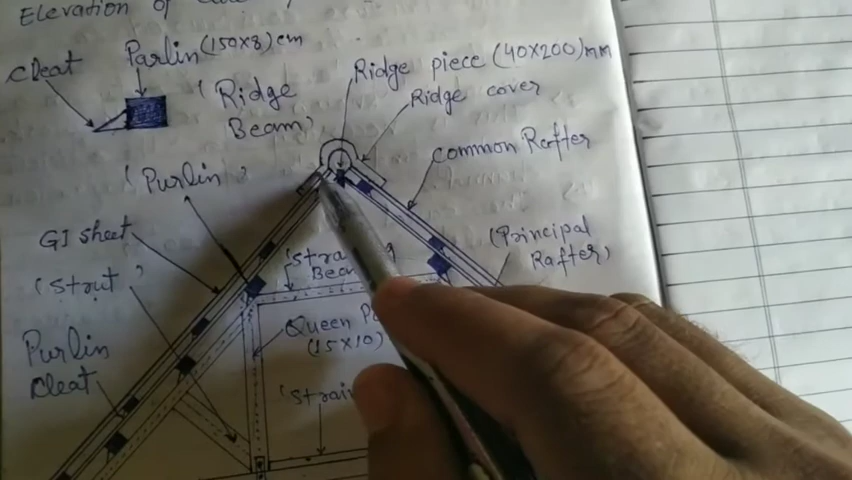 Elevation of
Cleat
Parlin (150x8) cm
Ridge piece (40x200) mm
'Ridge
Beam'
Ridge cover
Common Rafter
'Purlin'
GI sheet
'Strut'
(Principal
Rafter)
Queen
(15x10)
Purlin
Cleat